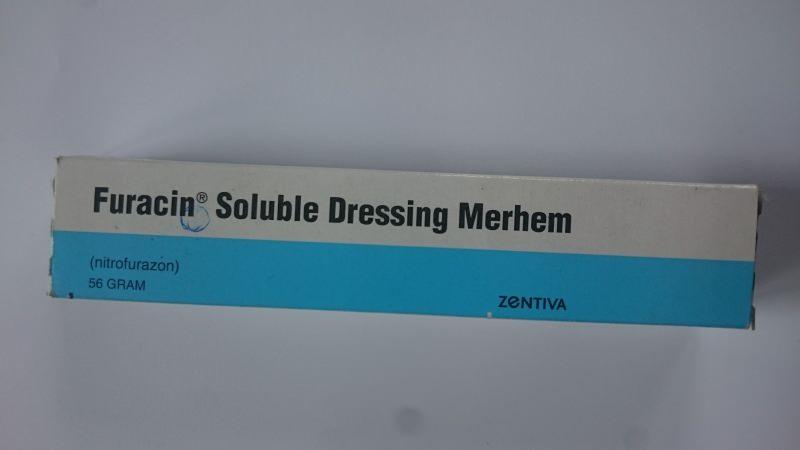 Furacin® Soluble Dressing Merhem
(nitrofurazon)
56 GRAM
ZENTIVA